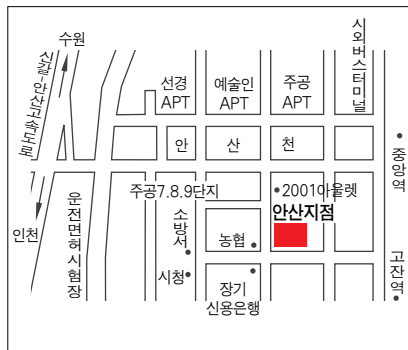 수원
신갈-안산고속도로
인천
선경
APT
예술인
APT
주공
APT
시외버스터미널
안 산 천
중앙역
주공7.8.9단지
2001아울렛
안산지점
운전면허시험장
소방서
농협
시청
장기
신용은행
고잔역